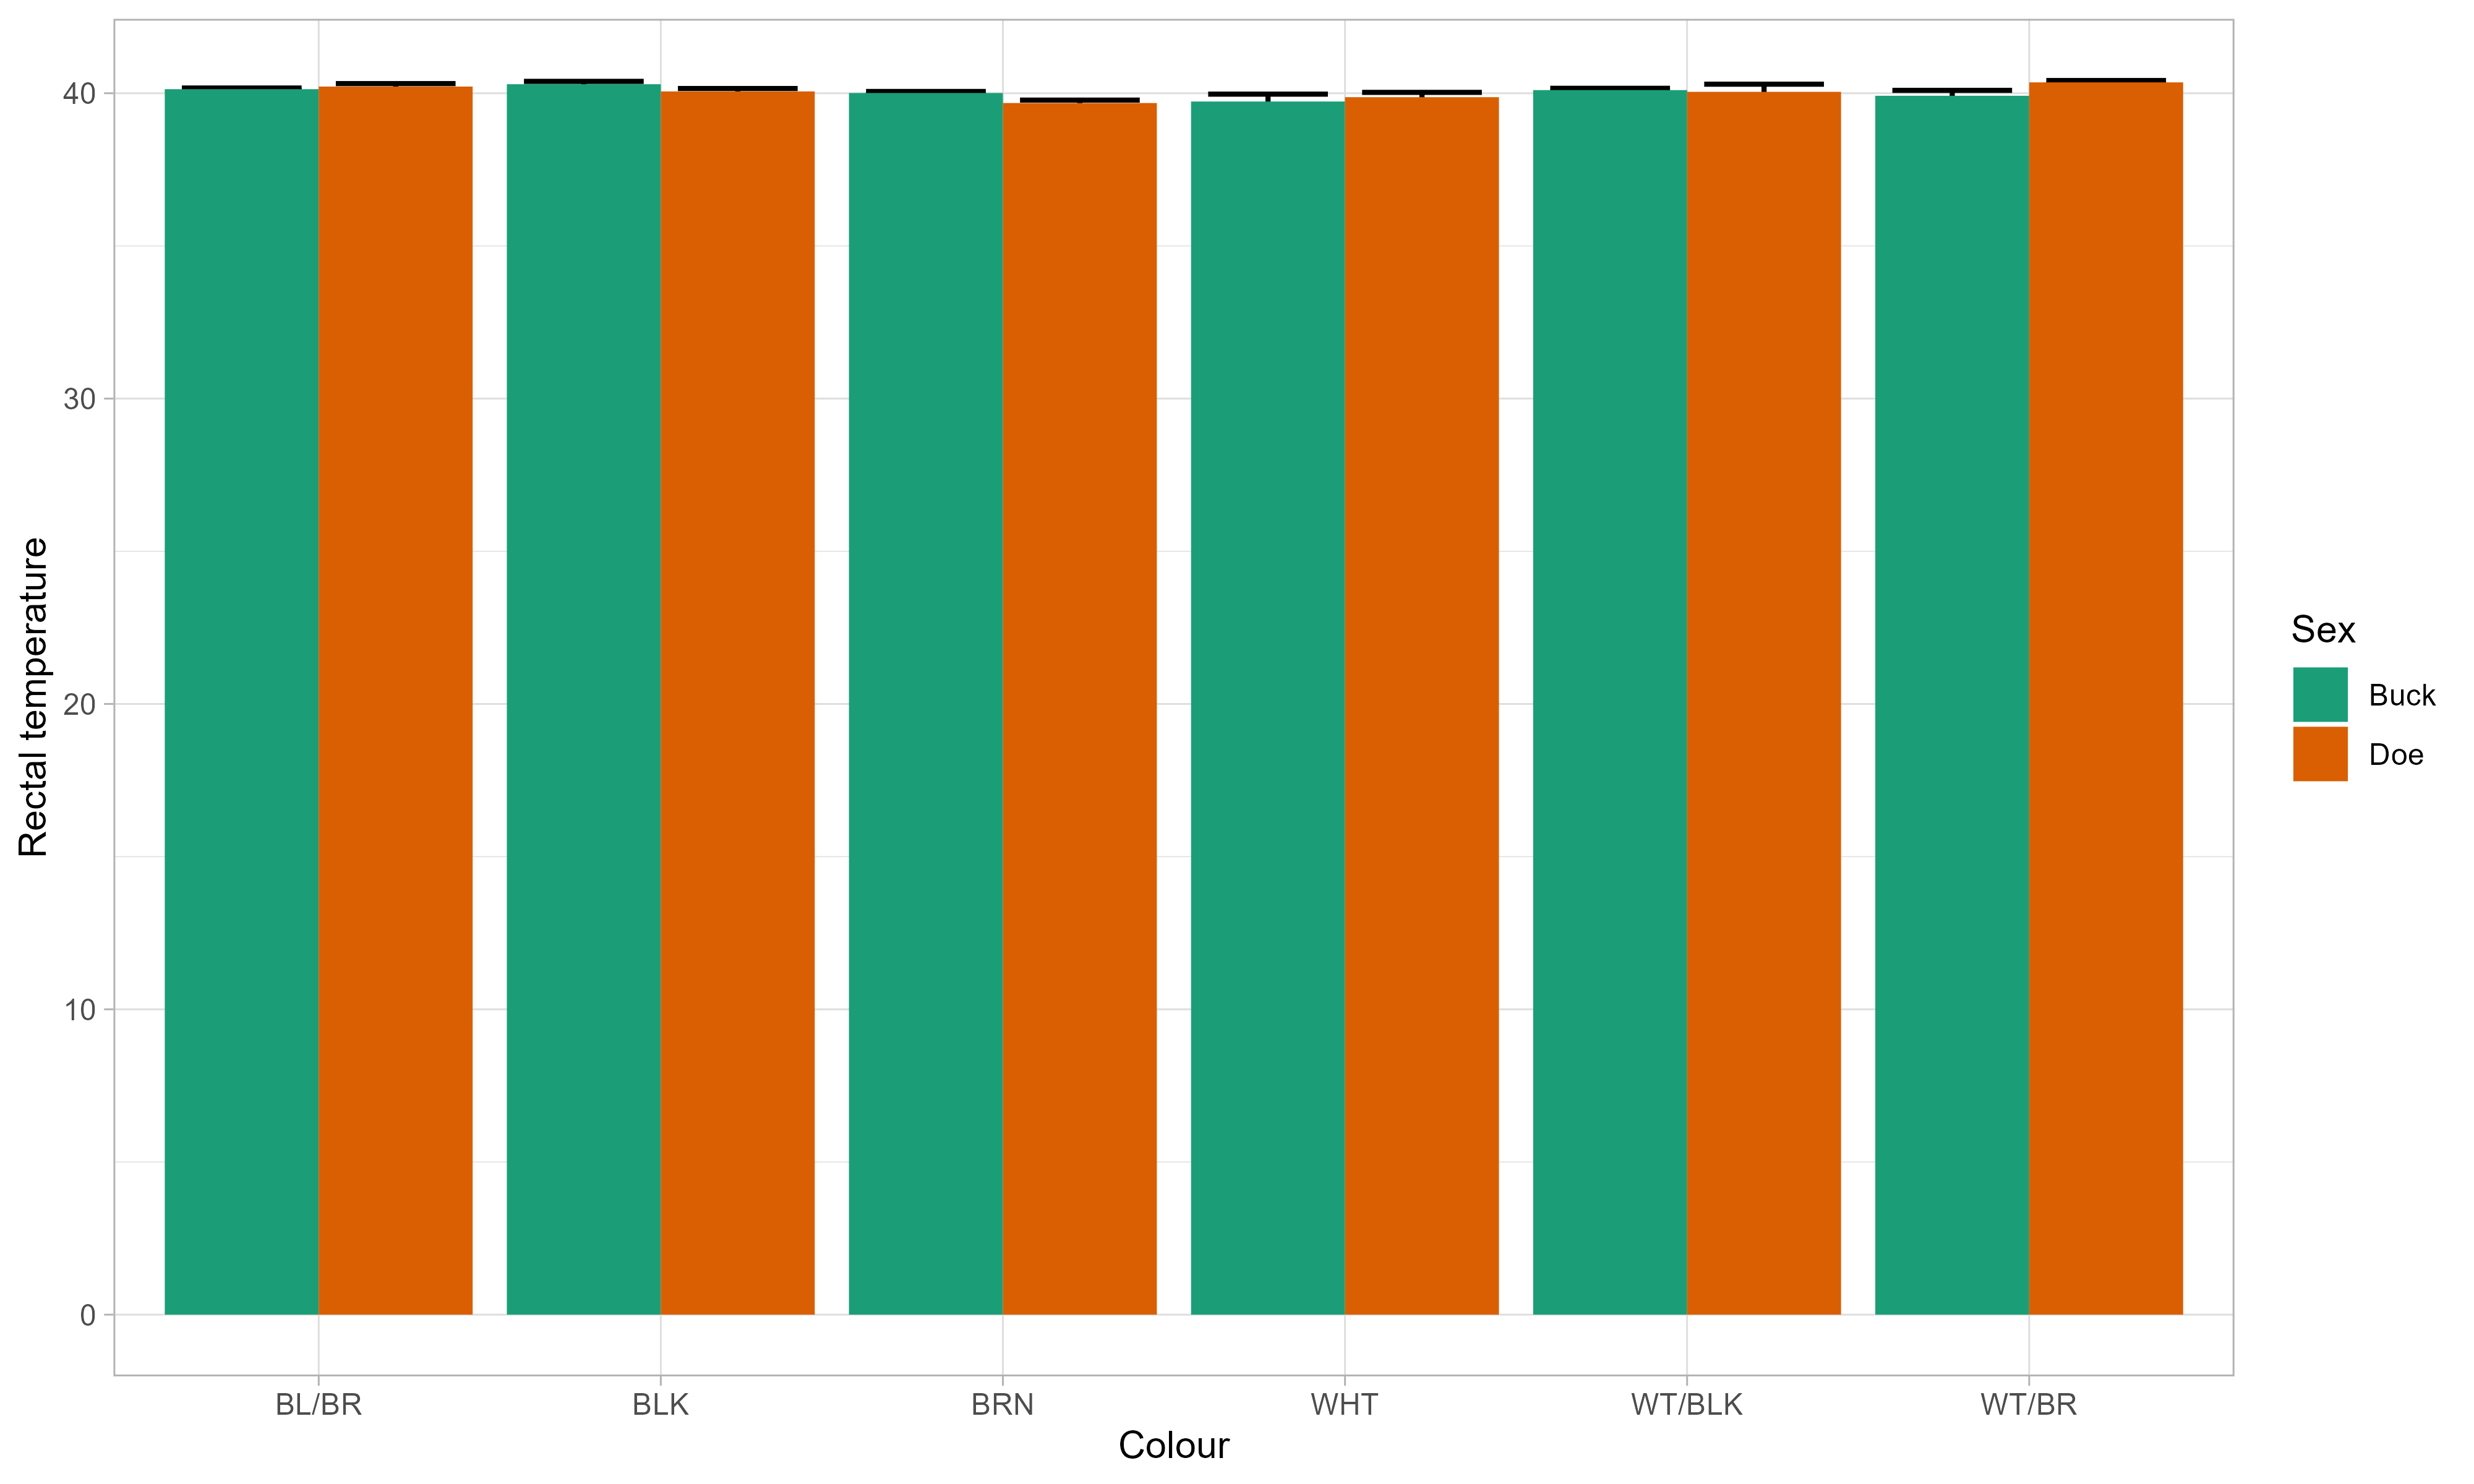 40
30
20
10
0
Rectal temperature
BL/BR BLK BRN WHT WT/BLK WT/BR
Colour
Sex
Buck
Doe